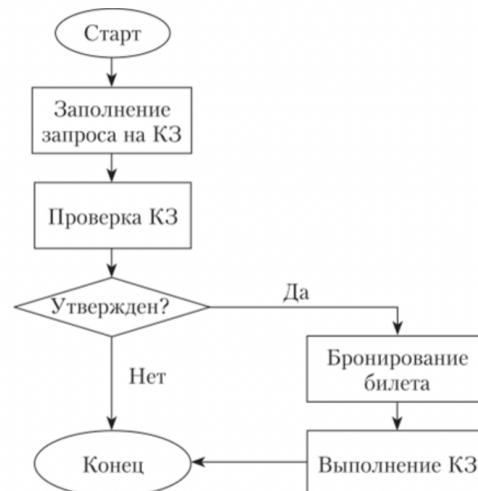 Старт
Заполнение
запроса на КЗ
Проверка КЗ
Утвержден?
Да
Нет
Бронирование
билета
Выполнение КЗ
Конец